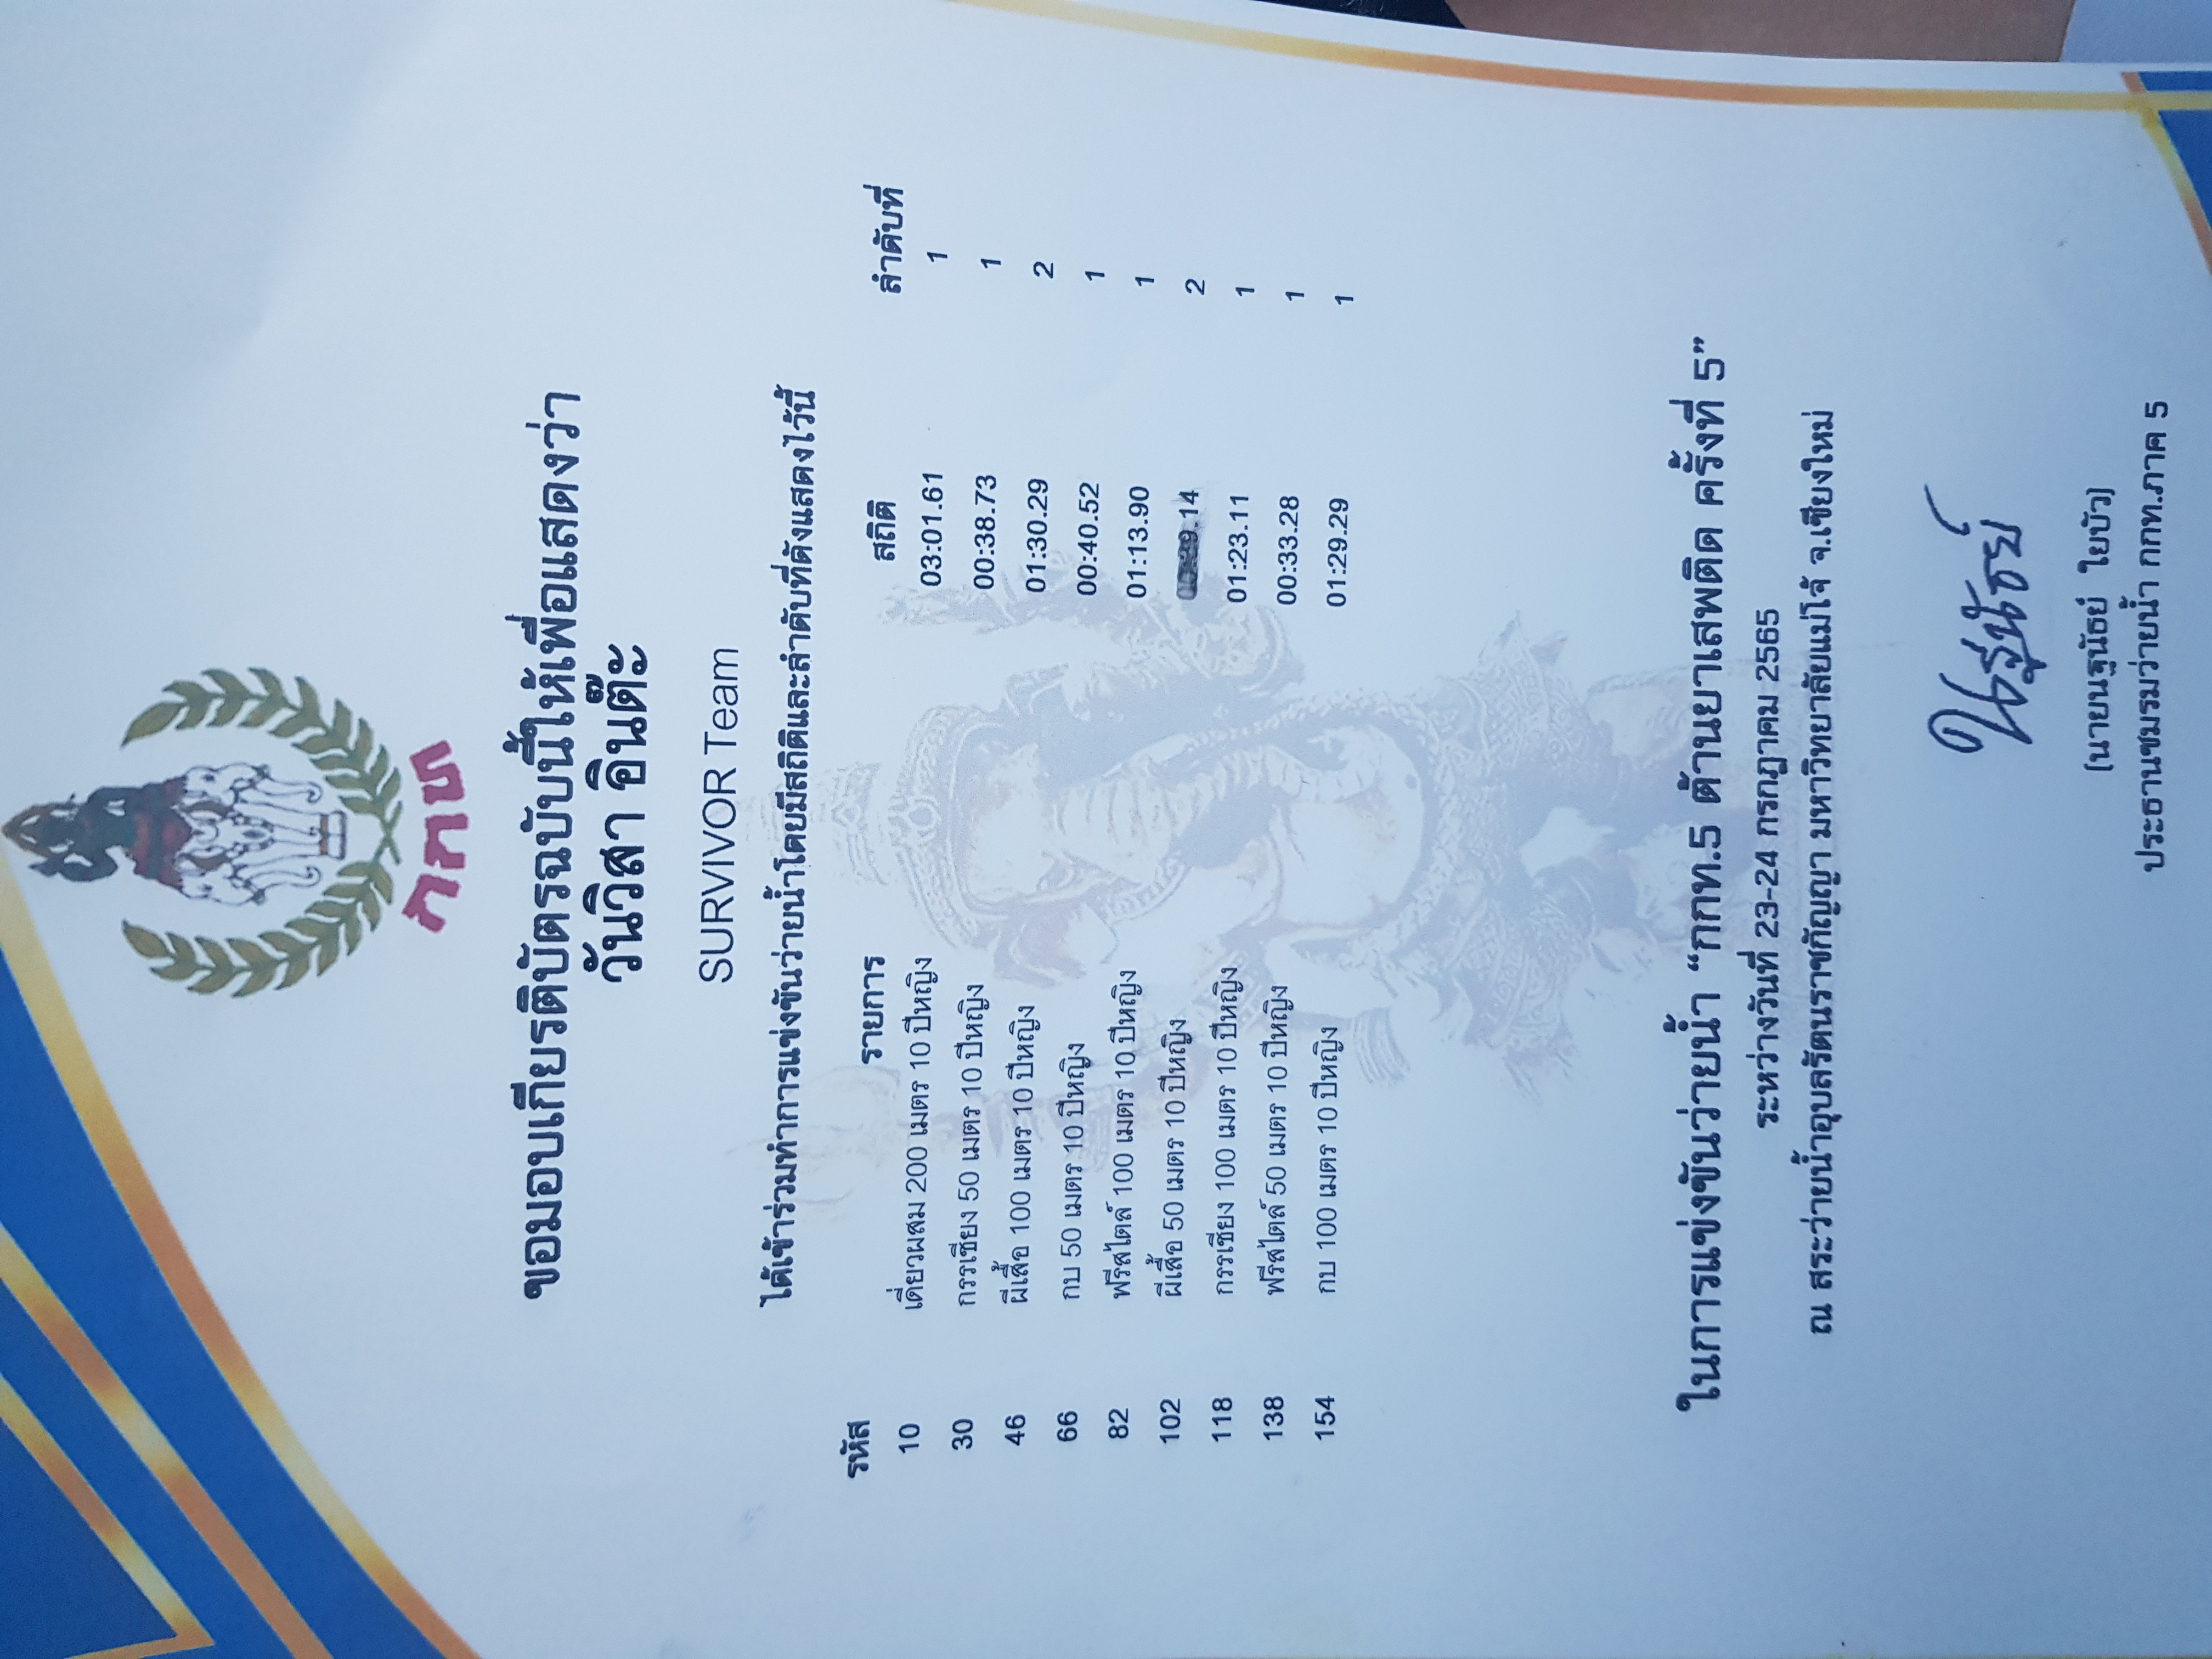 กกท
ขอมอบเกียรติบัตรฉบับนี้ให้เพื่อแสดงว่า
วันวิสา อินต๊ะ
SURVIVOR Team
ได้เข้าร่วมทำการแข่งขันว่ายน้ำโดยมีสถิติและลำดับที่ดังแสดงไว้นี้
รหัส รายการ สถิติ ลำดับที่
10 เดี่ยวผสม 200 เมตร 10 ปีหญิง 03:01.61 1
30 กรรเชียง 50 เมตร 10 ปีหญิง 00:38.73 1
46 ผีเสื้อ 100 เมตร 10 ปีหญิง 01:30.29 2
66 กบ 50 เมตร 10 ปีหญิง 00:40.52 1
82 ฟรีสไตล์ 100 เมตร 10 ปีหญิง 01:13.90 1
102 ผีเสื้อ 50 เมตร 10 ปีหญิง .14 2
118 กรรเชียง 100 เมตร 10 ปีหญิง 01:23.11 1
138 ฟรีสไตล์ 50 เมตร 10 ปีหญิง 00:33.28 1
154 กบ 100 เมตร 10 ปีหญิง 01:29.29 1
ในการแข่งขันว่ายน้ำ “กกท.5 ต้านยาเสพติด ครั้งที่ 5”
ระหว่างวันที่ 23-24 กรกฎาคม 2565
ณ สระว่ายน้ำอุบลรัตนราชกัญญา มหาวิทยาลัยแม่โจ้ จ.เชียงใหม่
(นายนฐนัธย์ ใยบัว)
ประธานชมรมว่ายน้ำ กกท.ภาค 5